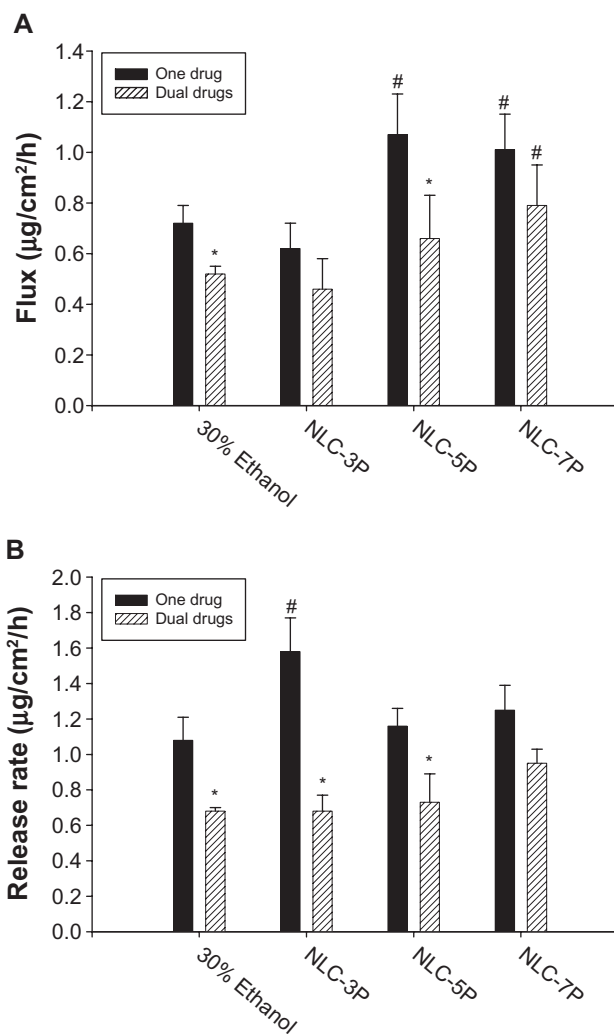 A
1.4
1.2
1.0
0.8
0.6
0.4
0.2
0.0
Flux (µg/cm²/h)
One drug
Dual drugs
*
#
*
#
#
30% Ethanol
NLC-3P
NLC-5P
NLC-7P
B
2.0
1.8
1.6
1.4
1.2
1.0
0.8
0.6
0.4
0.2
0.0
Release rate (µg/cm²/h)
One drug
Dual drugs
*
#
*
*
30% Ethanol
NLC-3P
NLC-5P
NLC-7P